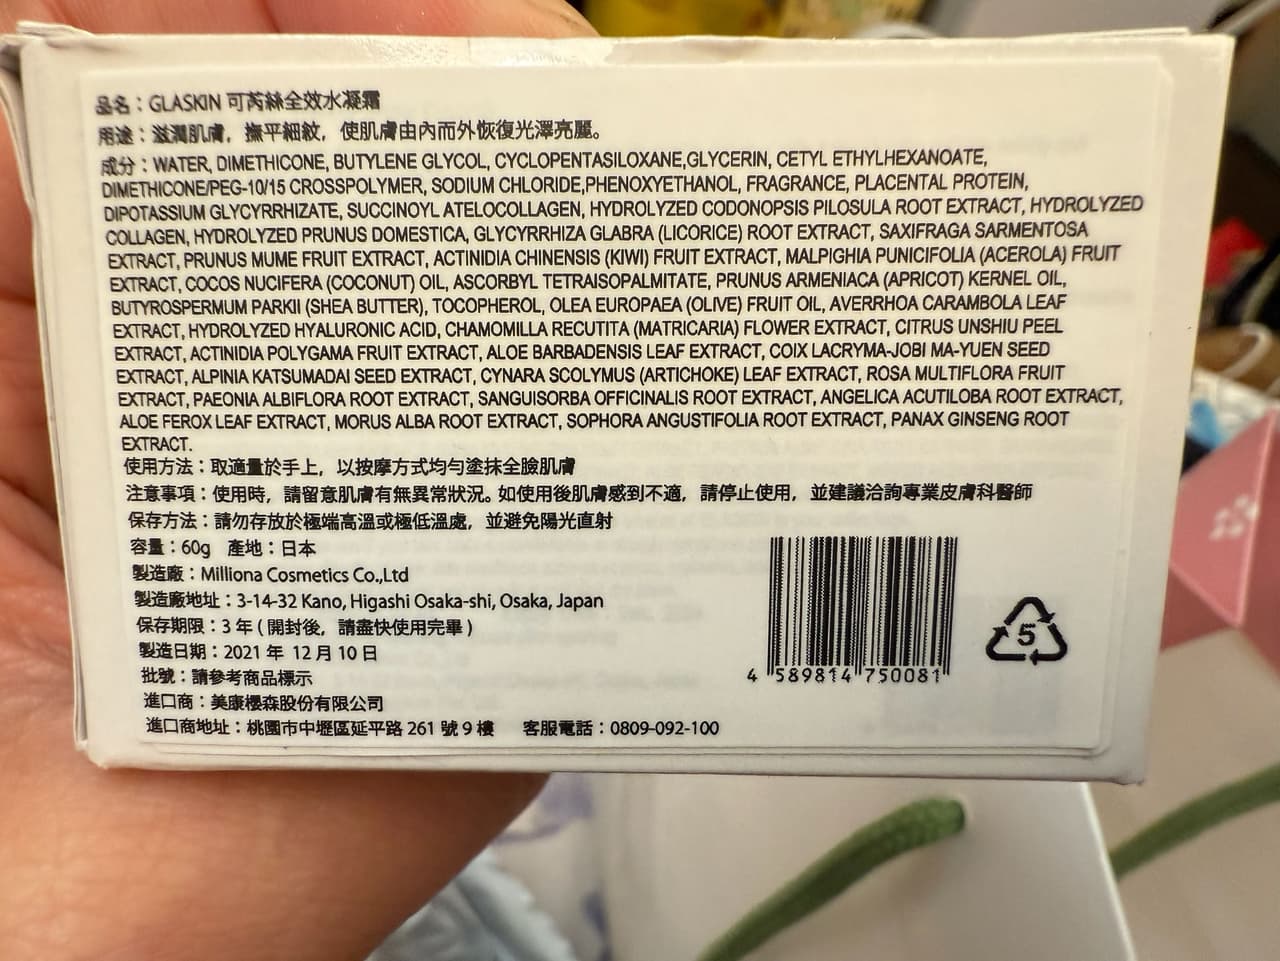 品名：GLASKIN 可芮絲全效水凝霜
用途：滋潤肌膚，撫平細紋，使肌膚由內而外恢復光澤亮麗。
成分：WATER, DIMETHICONE, BUTYLENE GLYCOL, CYCLOPENTASILOXANE,GLYCERIN, CETYL ETHYLHEXANOATE,
DIMETHICONE/PEG-10/15 CROSSPOLYMER, SODIUM CHLORIDE,PHENOXYETHANOL, FRAGRANCE, PLACENTAL PROTEIN,
DIPOTASSIUM GLYCYRRHIZATE, SUCCINOYL ATELOCOLLAGEN, HYDROLYZED CODONOPSIS PILOSULA ROOT EXTRACT, HYDROLYZED
COLLAGEN, HYDROLYZED PRUNUS DOMESTICA, GLYCYRRHIZA GLABRA (LICORICE) ROOT EXTRACT, SAXIFRAGA SARMENTOSA
EXTRACT, PRUNUS MUME FRUIT EXTRACT, ACTINIDIA CHINENSIS (KIWI) FRUIT EXTRACT, MALPIGHIA PUNICIFOLIA (ACEROLA) FRUIT
EXTRACT, COCOS NUCIFERA (COCONUT) OIL, ASCORBYL TETRAISOPALMITATE, PRUNUS ARMENIACA (APRICOT) KERNEL OIL,
BUTYROSPERMUM PARKII (SHEA BUTTER), TOCOPHEROL, OLEA EUROPAEA (OLIVE) FRUIT OIL, AVERRHOA CARAMBOLA LEAF
EXTRACT, HYDROLYZED HYALURONIC ACID, CHAMOMILLA RECUTITA (MATRICARIA) FLOWER EXTRACT, CITRUS UNSHIU PEEL
EXTRACT, ACTINIDIA POLYGAMA FRUIT EXTRACT, ALOE BARBADENSIS LEAF EXTRACT, COIX LACRYMA-JOBI MA-YUEN SEED
EXTRACT, ALPINIA KATSUMADAI SEED EXTRACT, CYNARA SCOLYMUS (ARTICHOKE) LEAF EXTRACT, ROSA MULTIFLORA FRUIT
EXTRACT, PAEONIA ALBIFLORA ROOT EXTRACT, SANGUISORBA OFFICINALIS ROOT EXTRACT, ANGELICA ACUTILOBA ROOT EXTRACT,
ALOE FEROX LEAF EXTRACT, MORUS ALBA ROOT EXTRACT, SOPHORA ANGUSTIFOLIA ROOT EXTRACT, PANAX GINSENG ROOT
EXTRACT.
使用方法：取適量於手上，以按摩方式均勻塗抹全臉肌膚
注意事項：使用時，請留意肌膚有無異常狀況。如使用後肌膚感到不適，請停止使用，並建議洽詢專業皮膚科醫師
保存方法：請勿存放於極端高溫或極低溫處，並避免陽光直射
容量：60g 產地：日本
製造廠：Milliona Cosmetics Co.,Ltd
製造廠地址：3-14-32 Kano, Higashi Osaka-shi, Osaka, Japan
保存期限：3 年 ( 開封後，請盡快使用完畢 )
製造日期：2021 年 12 月 10 日
批號：請參考商品標示
進口商：美康櫻森股份有限公司
進口商地址：桃園市中壢區延平路 261 號 9 樓 客服電話：0809-092-100
4 589814 750081
5